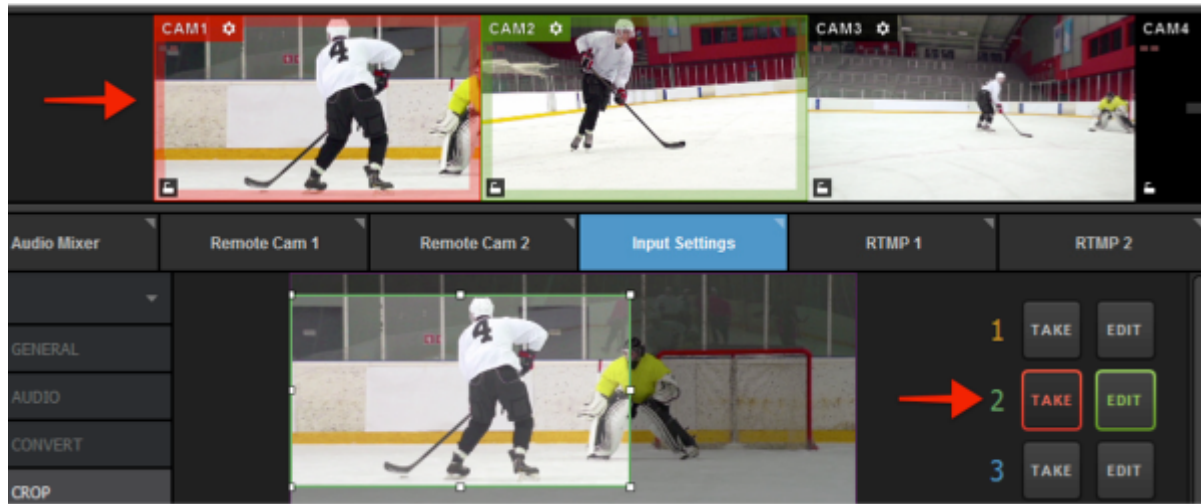 CAM1
CAM2
CAM3
CAM4
4
Audio Mixer
Remote Cam 1
Remote Cam 2
Input Settings
RTMP 1
RTMP 2
GENERAL
AUDIO
CONVERT
CROP
4
1 TAKE EDIT
2 TAKE EDIT
3 TAKE EDIT